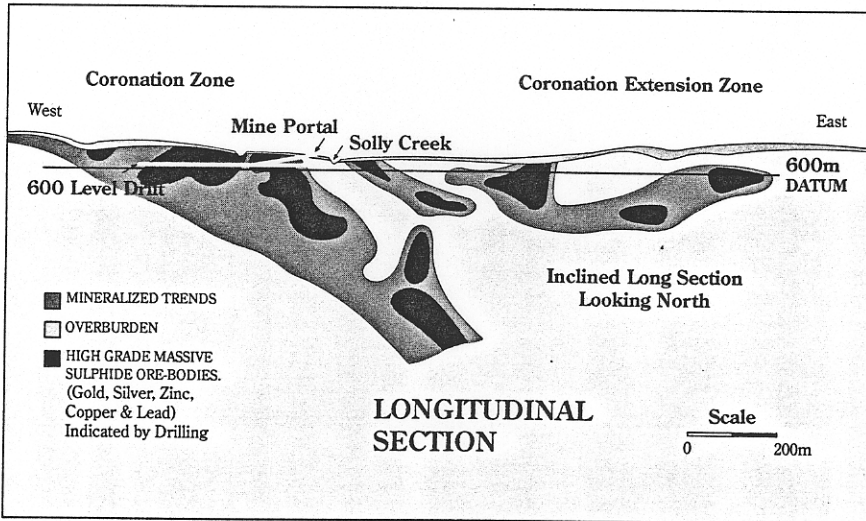 Coronation Zone
Coronation Extension Zone
West
East
Mine Portal
Solly Creek
600 Level Drift
600m
DATUM
Inclined Long Section
Looking North
MINERALIZED TRENDS
OVERBURDEN
HIGH GRADE MASSIVE
SULPHIDE ORE-BODIES.
(Gold, Silver, Zinc,
Copper & Lead)
Indicated by Drilling
LONGITUDINAL
SECTION
Scale
0
200m